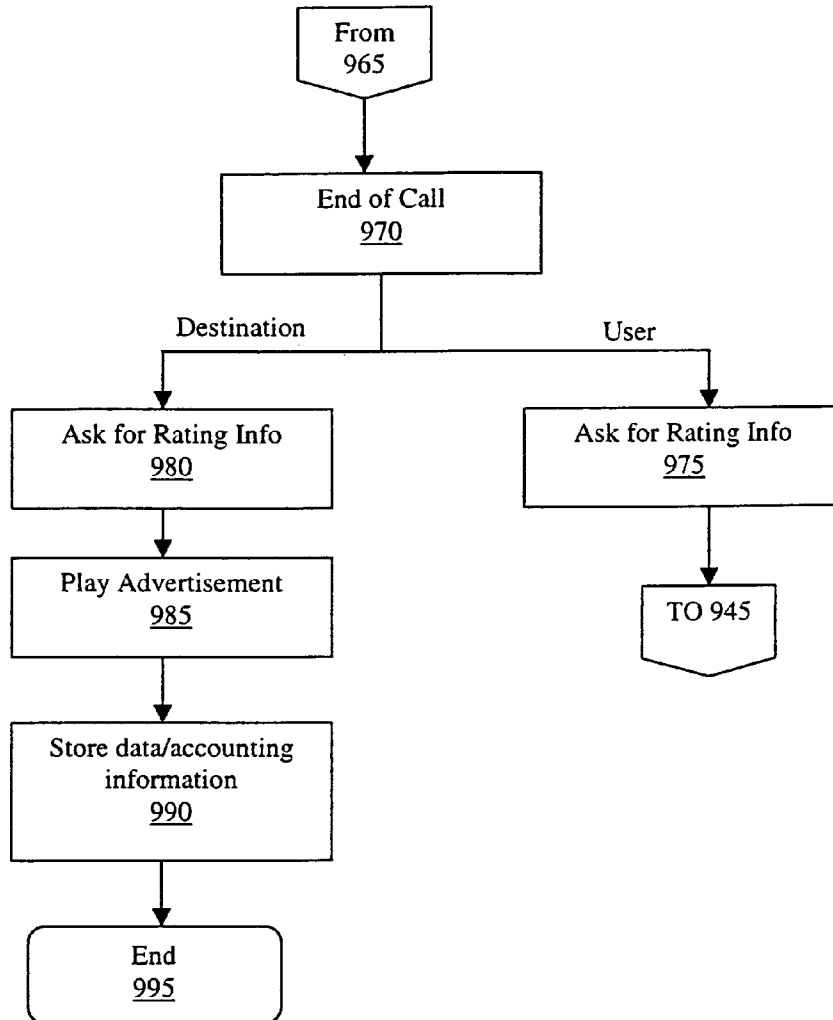 From
965
End of Call
970
Destination
User
Ask for Rating Info
980
Ask for Rating Info
975
Play Advertisement
985
TO 945
Store data/accounting
information
990
End
995